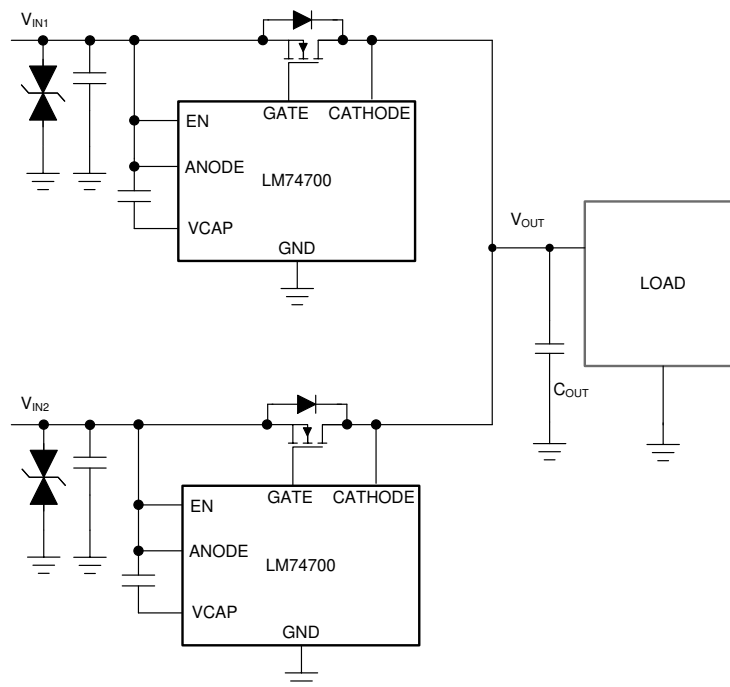 VIN1
GATE
CATHODE
EN
ANODE
LM74700
VCAP
GND
VOUT
LOAD
COUT
VIN2
GATE
CATHODE
EN
ANODE
LM74700
VCAP
GND